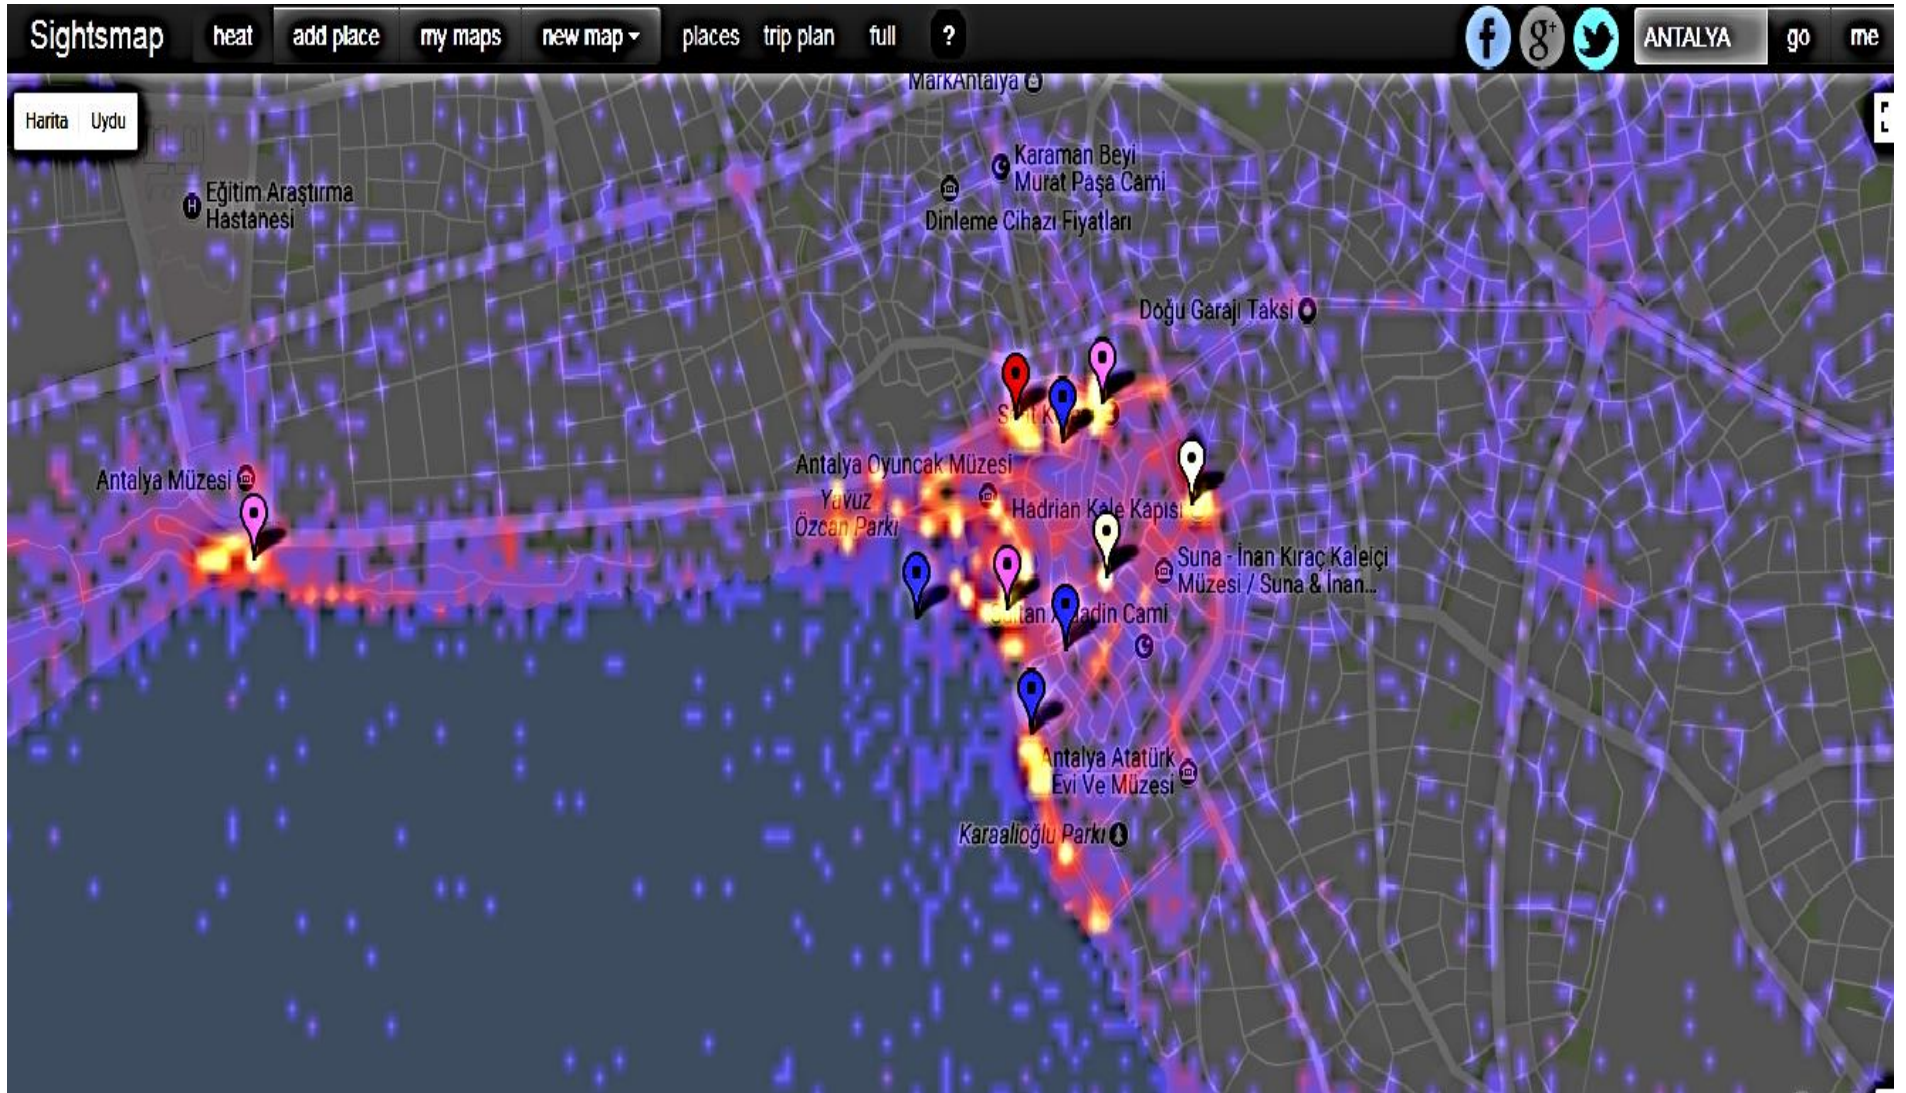 Sightsmap heat add place my maps new map places trip plan full ? f g+ ANTALYA go me
Harita Uydu
MarkAntalya
Karaman Beyi
Murat Paşa Cami
Eğitim Araştırma
Hastanesi
H
Dinleme Cihazı Fiyatları
Doğu Garajı Taksi
Antalya Müzesi
Antalya Oyuncak Müzesi
Yavuz
Özcan Parkı
Hadrian Kale Kapısı
Suna - İnan Kıraç Kaleiçi
Müzesi / Suna & İnan...
Cami
Antalya Atatürk
Evi Ve Müzesi
Karaalioğlu Parkı